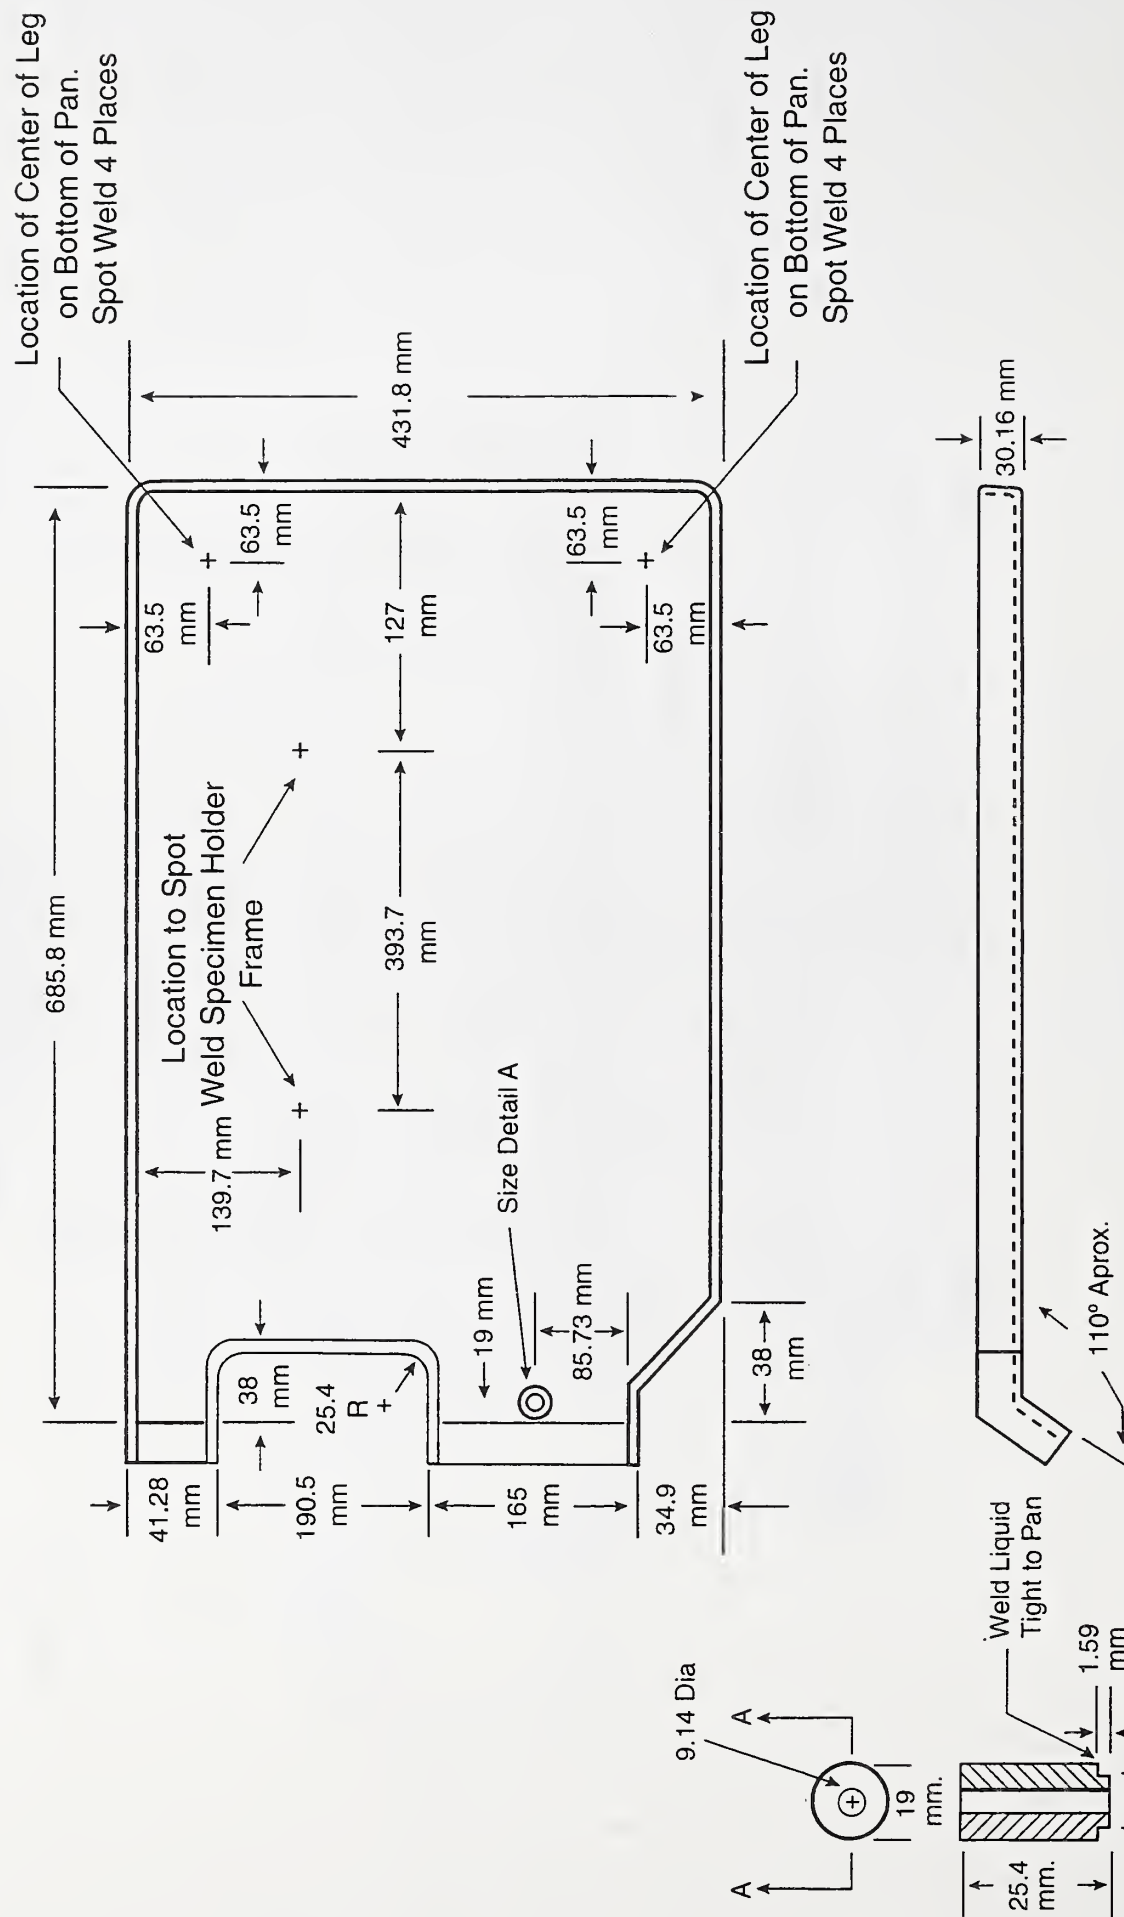 Location of Center of Leg
on Bottom of Pan.
Spot Weld 4 Places
685.8 mm
431.8 mm
63.5
mm
63.5
mm
127
mm
63.5
mm
63.5
mm
Location of Center of Leg
on Bottom of Pan.
Spot Weld 4 Places
Location to Spot
Weld Specimen Holder
Frame
139.7 mm
393.7
mm
Size Detail A
19 mm
85.73 mm
38
mm
25.4
R
38
mm
41.28
mm
190.5
mm
165
mm
34.9
mm
30.16 mm
110º Aprox.
9.14 Dia
A
A
19
mm.
Weld Liquid
Tight to Pan
1.59
mm
25.4
mm.